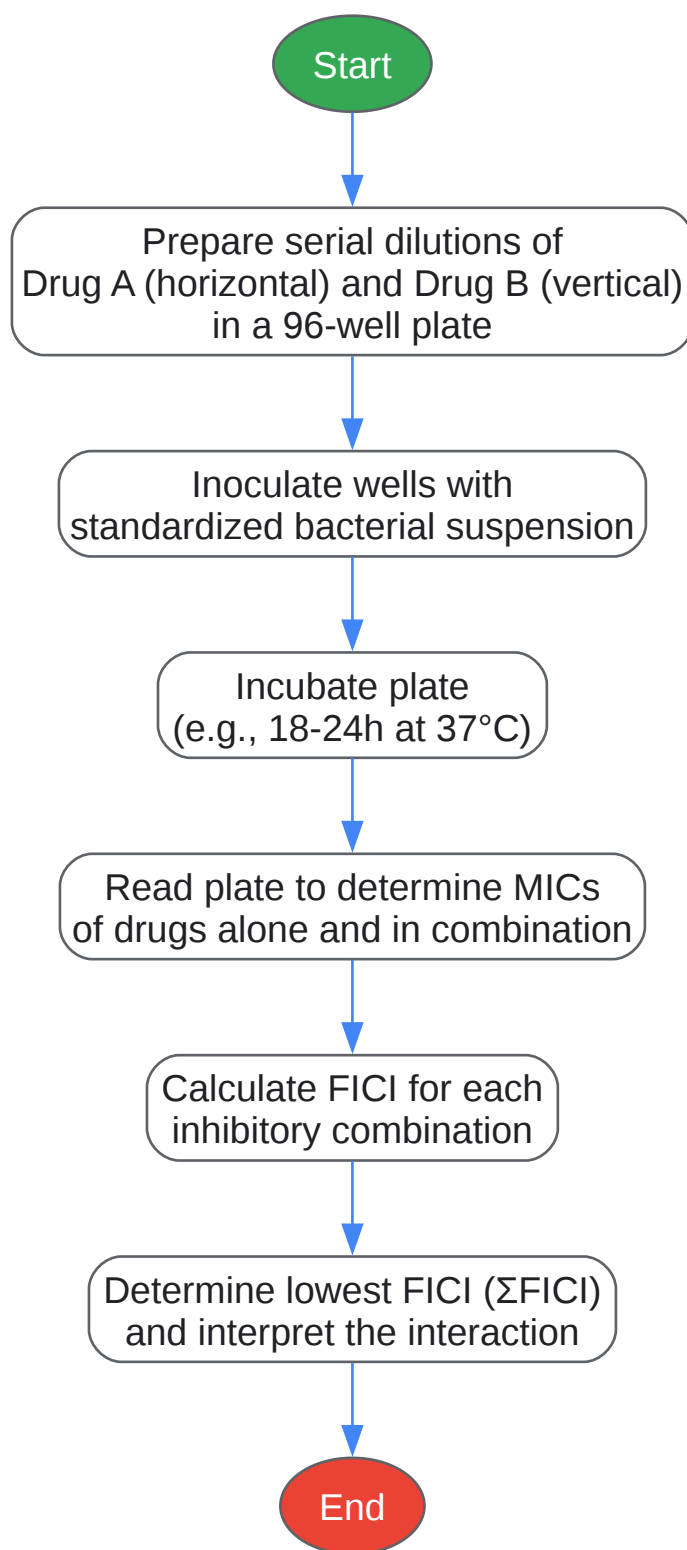 Start
Prepare serial dilutions of
Drug A (horizontal) and Drug B (vertical)
in a 96-well plate
Inoculate wells with
standardized bacterial suspension
Incubate plate
(e.g., 18-24h at 37°C)
Read plate to determine MICs
of drugs alone and in combination
Calculate FICI for each
inhibitory combination
Determine lowest FICI (ΣFICI)
and interpret the interaction
End